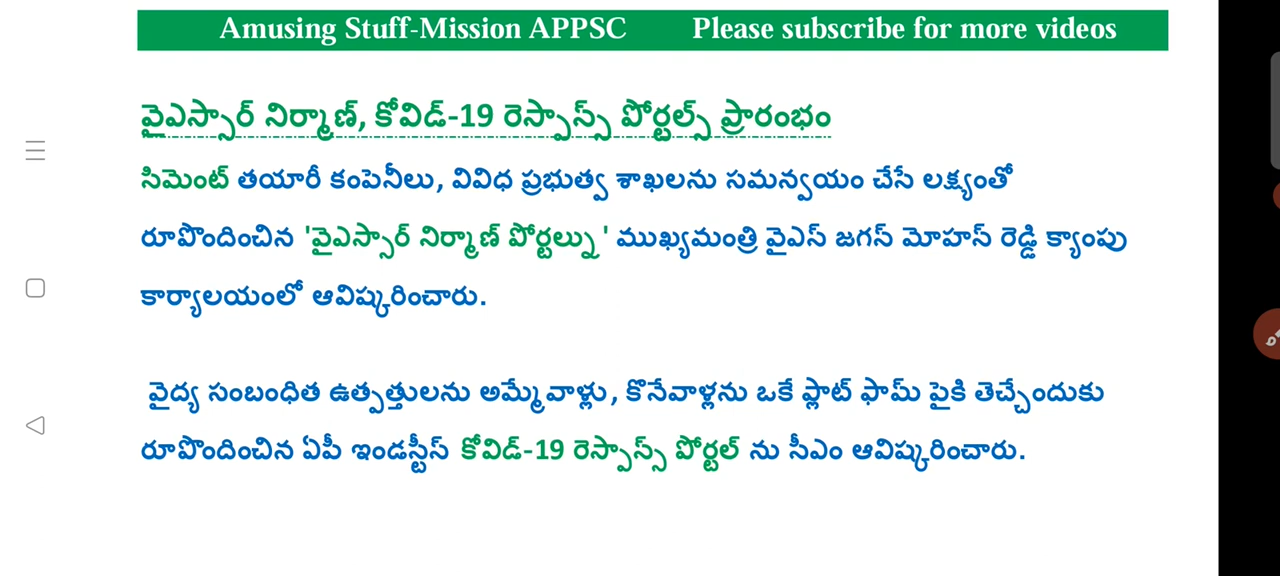 Amusing Stuff-Mission APPSC Please subscribe for more videos
వైఎస్సార్ నిర్మాణ్, కోవిడ్-19 రెస్పాన్స్ పోర్టల్స్ ప్రారంభం
సిమెంట్ తయారీ కంపెనీలు, వివిధ ప్రభుత్వ శాఖలను సమన్వయం చేసే లక్ష్యంతో
రూపొందించిన 'వైఎస్సార్ నిర్మాణ్ పోర్టల్ను' ముఖ్యమంత్రి వైఎస్ జగన్ మోహన్ రెడ్డి క్యాంపు
కార్యాలయంలో ఆవిష్కరించారు.
వైద్య సంబంధిత ఉత్పత్తులను అమ్మేవాళ్లు, కొనేవాళ్లను ఒకే ప్లాట్ ఫామ్ పైకి తెచ్చేందుకు
రూపొందించిన ఏపీ ఇండస్టీస్ కోవిడ్-19 రెస్పాన్స్ పోర్టల్ ను సీఎం ఆవిష్కరించారు.